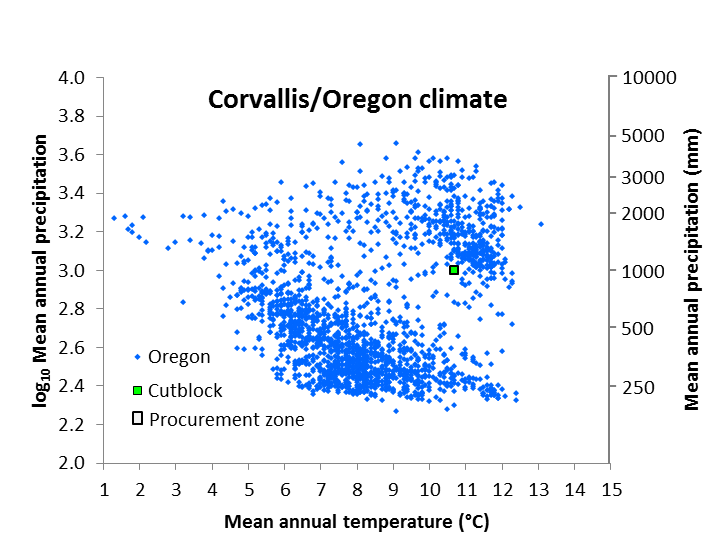 Corvallis/Oregon climate
log10 Mean annual precipitation
4.0
3.8
3.6
3.4
3.2
3.0
2.8
2.6
2.4
2.2
2.0
10000
5000
3000
2000
1000
500
250
Mean annual precipitation (mm)
Oregon
Cutblock
Procurement zone
1 2 3 4 5 6 7 8 9 10 11 12 13 14 15
Mean annual temperature (°C)